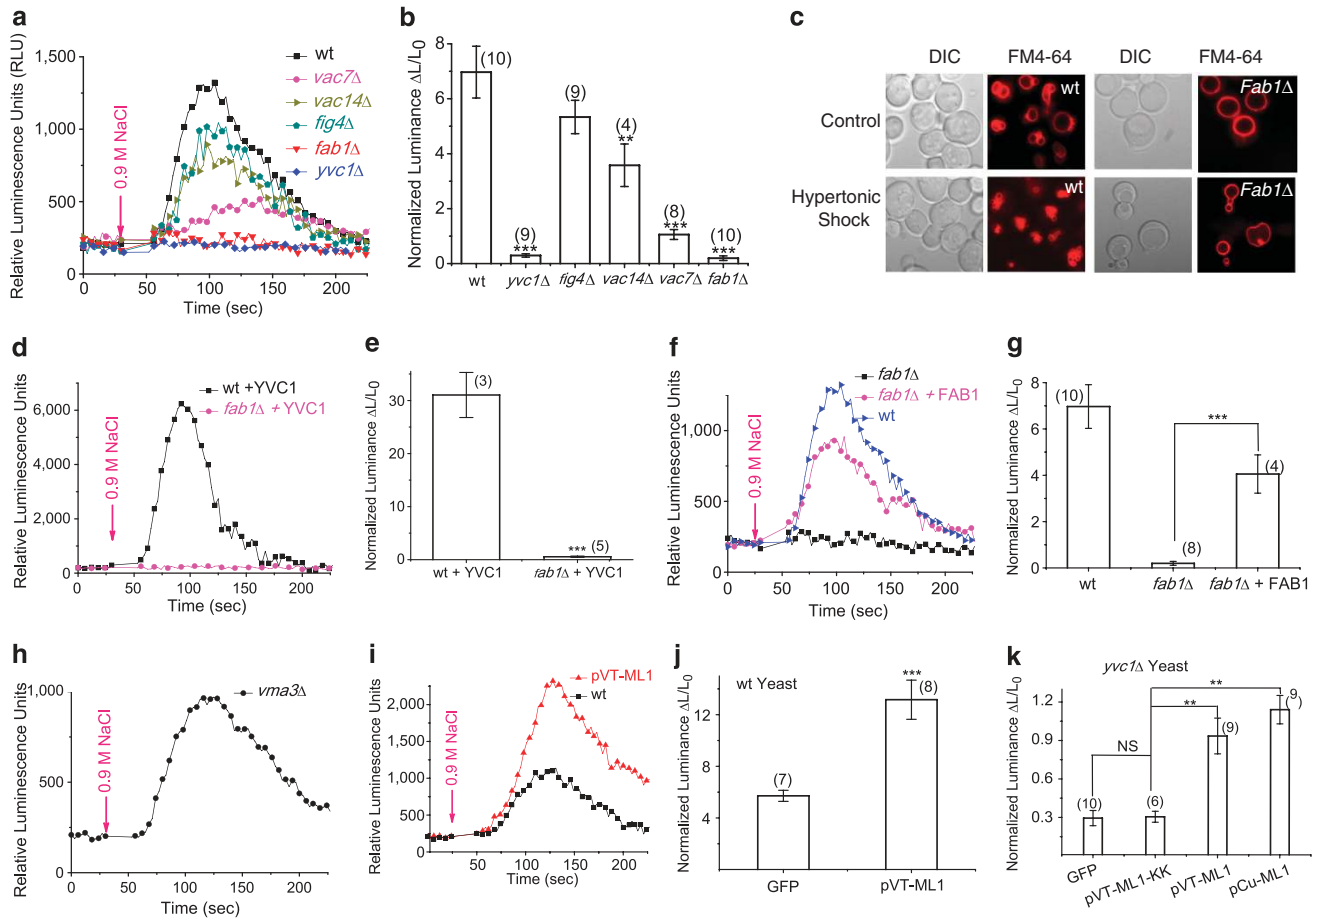 a
Relative Luminescence Units (RLU)
1,500
1,000
500
0
0.9 M NaCl
wt
vac7Δ
vac14Δ
fig4Δ
fab1Δ
yvc1Δ
0 50 100 150 200
Time (sec)
b
Normalized Luminance ΔL/L0
8
6
4
2
0
(10)
(9)
***
(9)
(4)
**
(8)
***
(10)
***
wt yvc1Δ fig4Δ vac14Δ vac7Δ fab1Δ
c
DIC FM4-64 DIC FM4-64
Control
wt
Fab1Δ
Hypertonic
Shock
wt
Fab1Δ
d
Relative Luminescence Units
6,000
4,000
2,000
0
0.9 M NaCl
wt +YVC1
fab1Δ + YVC1
0 50 100 150 200
Time (sec)
e
Normalized Luminance ΔL/L0
30
20
10
0
(3)
*** (5)
wt + YVC1 fab1Δ + YVC1
f
Relative Luminescence Units
1,000
500
0
0.9 M NaCl
fab1Δ
fab1Δ + FAB1
wt
0 50 100 150 200
Time (sec)
g
Normalized Luminance ΔL/L0
8
6
4
2
0
(10)
(8)
***
(4)
wt fab1Δ fab1Δ + FAB1
h
Relative Luminescence Units
1,000
500
0
0.9 M NaCl
vma3Δ
0 50 100 150 200
Time (sec)
i
Relative Luminescence Units
2,500
2,000
1,500
1,000
500
0
0.9 M NaCl
pVT-ML1
wt
0 50 100 150 200
Time (sec)
j
Normalized Luminance ΔL/L0
12
8
4
wt Yeast
(7)
***
(8)
GFP pVT-ML1
k
yvc1Δ Yeast
Normalized Luminance ΔL/L0
1.2
0.9
0.6
0.3
NS
**
**
(10)
(6)
(9)
9
(°)
GFP
pVT-ML1-KK
pVT-ML1
pCu-ML1